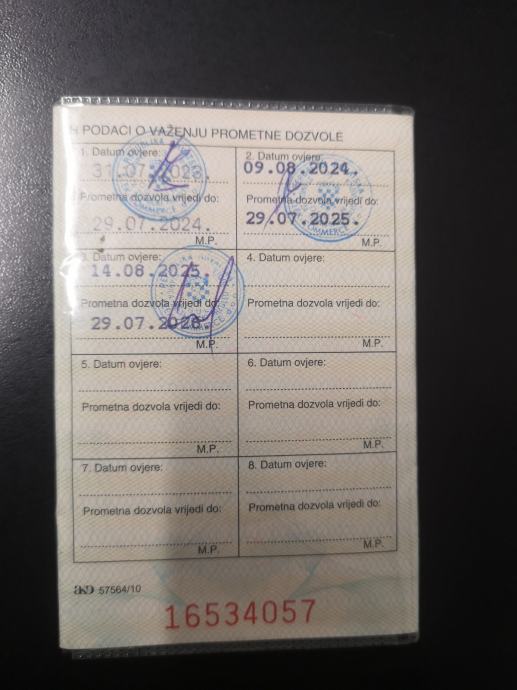 H PODACI O VAŽENJU PROMETNE DOZVOLE
1. Datum ovjere:
31.07.2023.
Prometna dozvola vrijedi do:
29.07.2024.
M.P.
2. Datum ovjere:
09.08.2024.
Prometna dozvola vrijedi do:
29.07.2025.
M.P.
3. Datum ovjere:
14.08.2025.
Prometna dozvola vrijedi do:
29.07.2026.
M.P.
4. Datum ovjere:
Prometna dozvola vrijedi do:
M.P.
5. Datum ovjere:
Prometna dozvola vrijedi do:
M.P.
6. Datum ovjere:
Prometna dozvola vrijedi do:
M.P.
7. Datum ovjere:
Prometna dozvola vrijedi do:
M.P.
8. Datum ovjere:
Prometna dozvola vrijedi do:
M.P.
AKD 57564/10
16534057